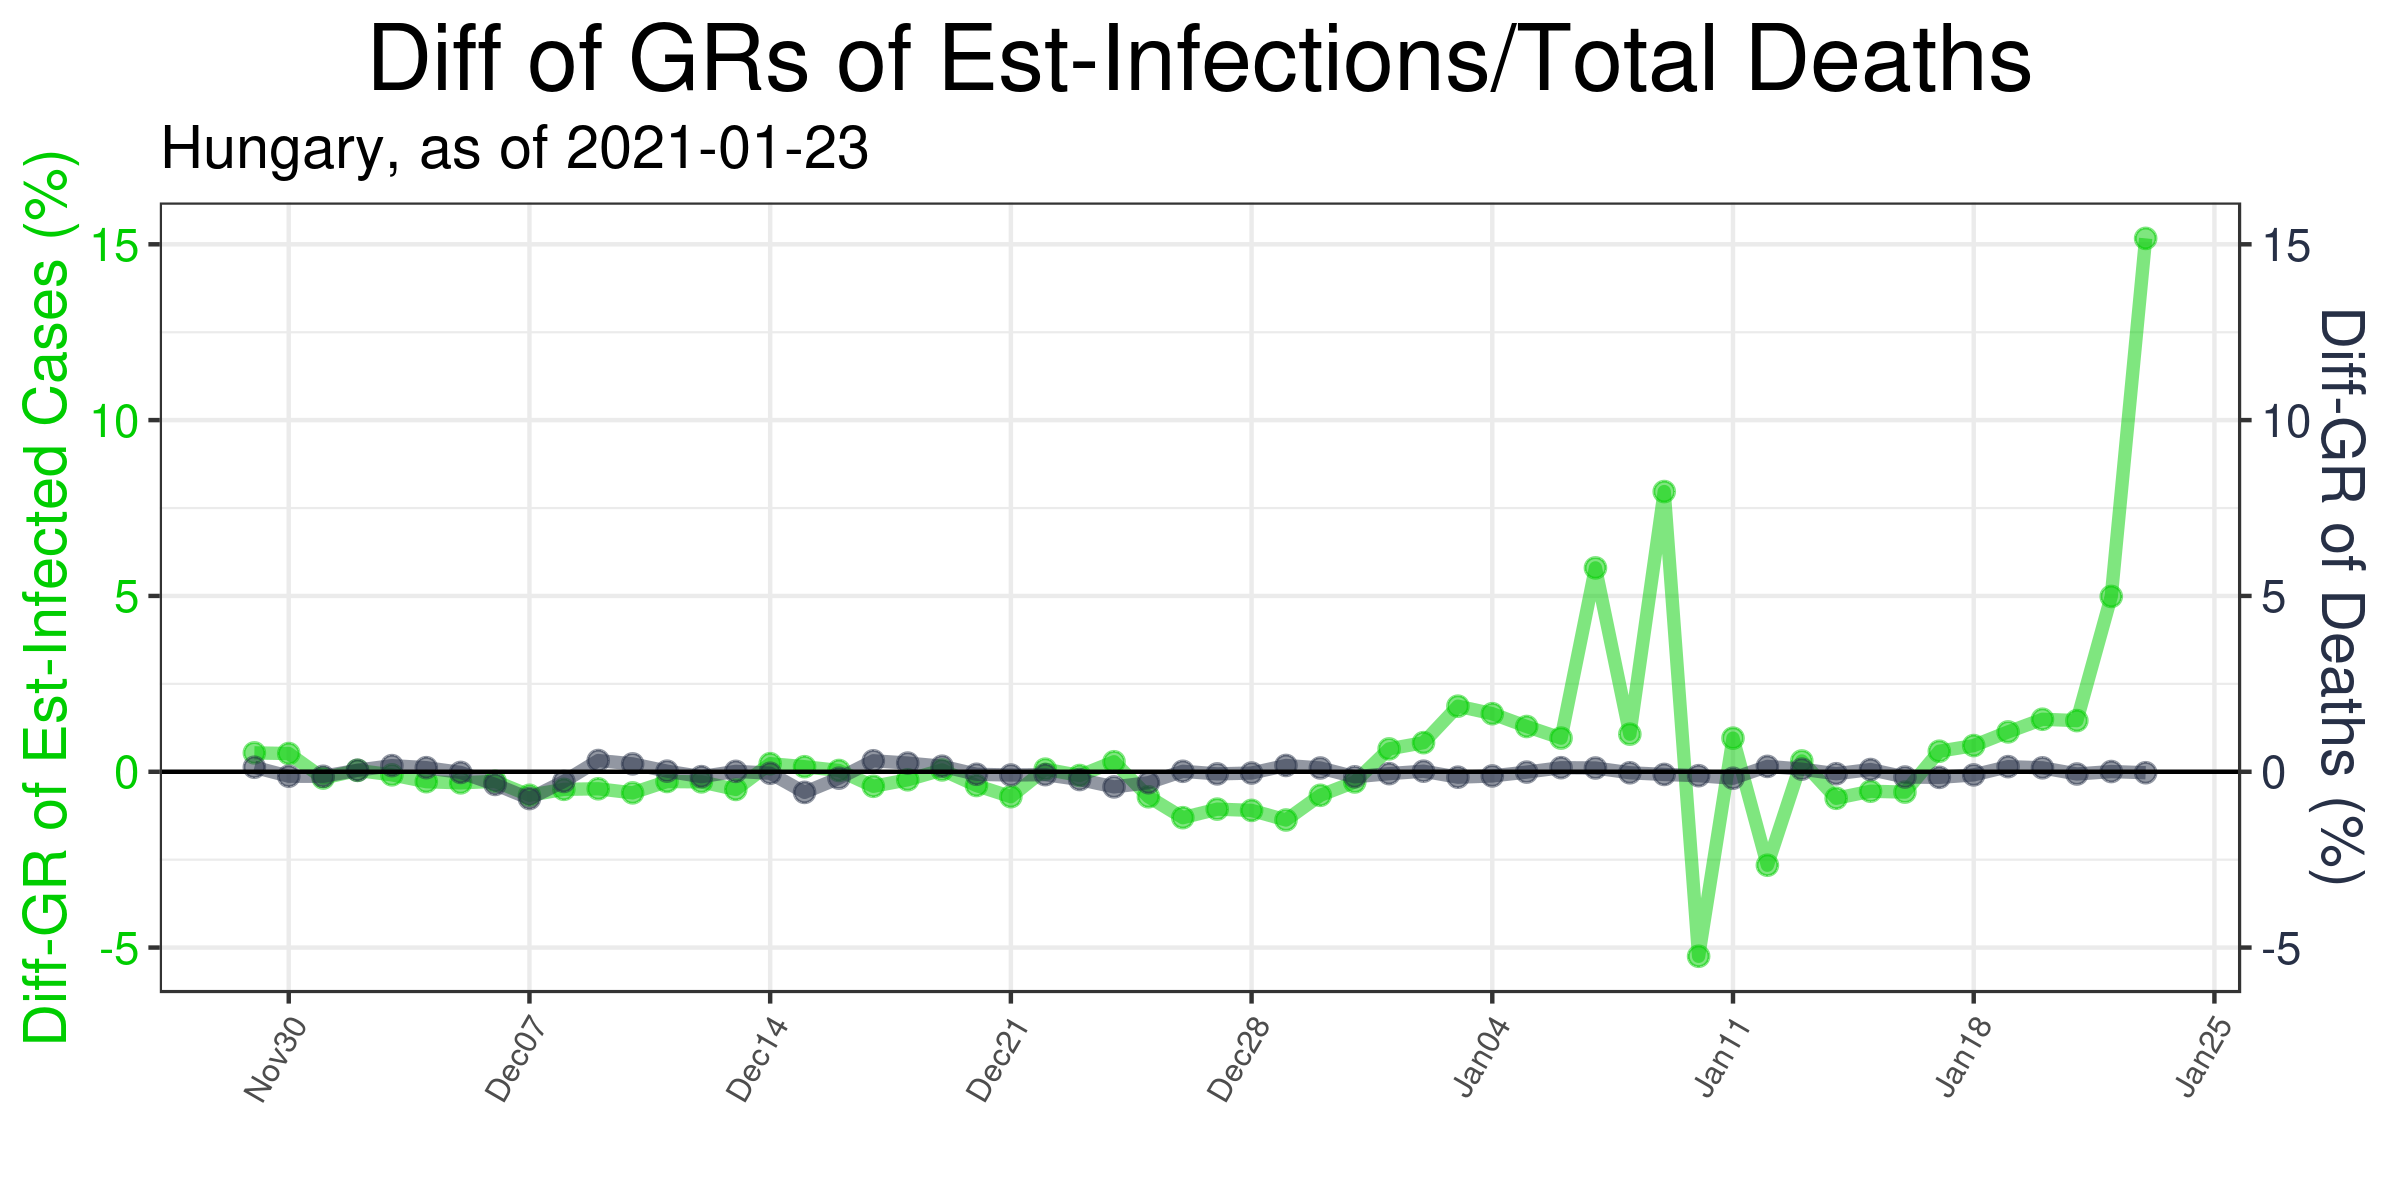 Diff of GRs of Est-Infections/Total Deaths
Hungary, as of 2021-01-23
Diff-GR of Est-Infected Cases (%)
15
10
5
0
-5
15
10
5
0
-5
Diff-GR of Deaths (%)
Nov30
Dec07
Dec14
Dec21
Dec28
Jan04
Jan11
Jan18
Jan25